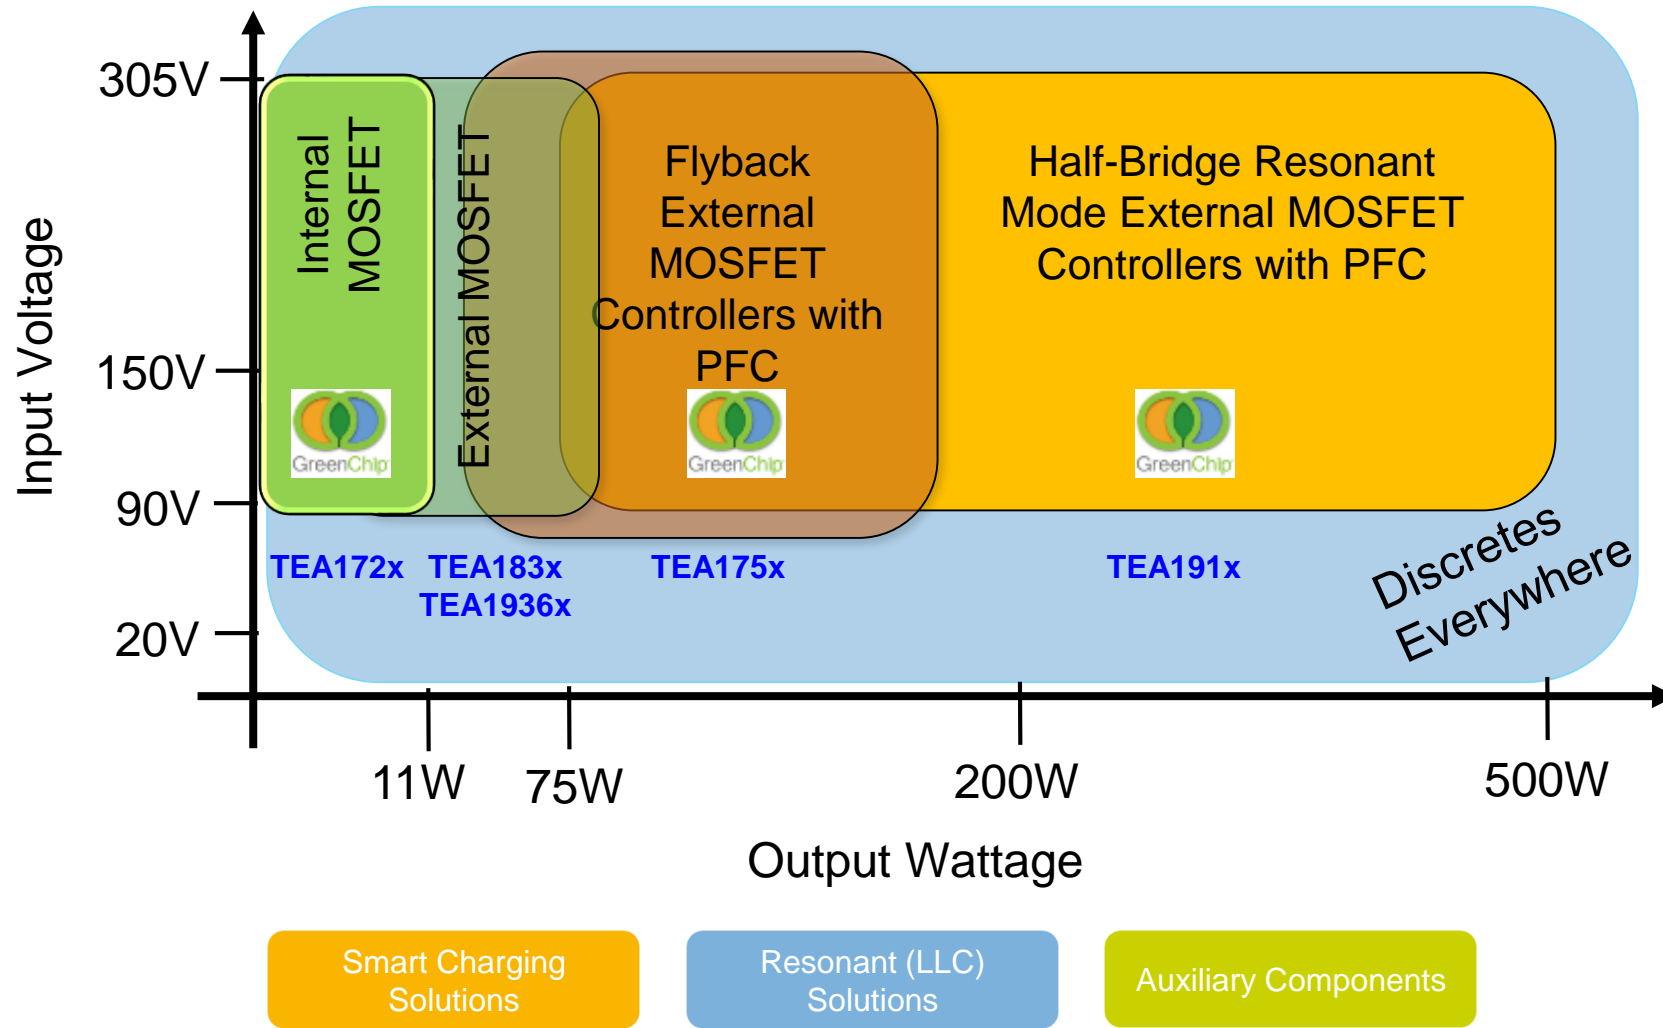 305V
150V
90V
20V
Input Voltage
Internal
MOSFET
External MOSFET
Flyback
External
MOSFET
Controllers with
PFC
Half-Bridge Resonant
Mode External MOSFET
Controllers with PFC
GreenChip
GreenChip
GreenChip
TEA172x
TEA183x
TEA1936x
TEA175x
TEA191x
Discretes
Everywhere
11W
75W
200W
500W
Output Wattage
Smart Charging
Solutions
Resonant (LLC)
Solutions
Auxiliary Components